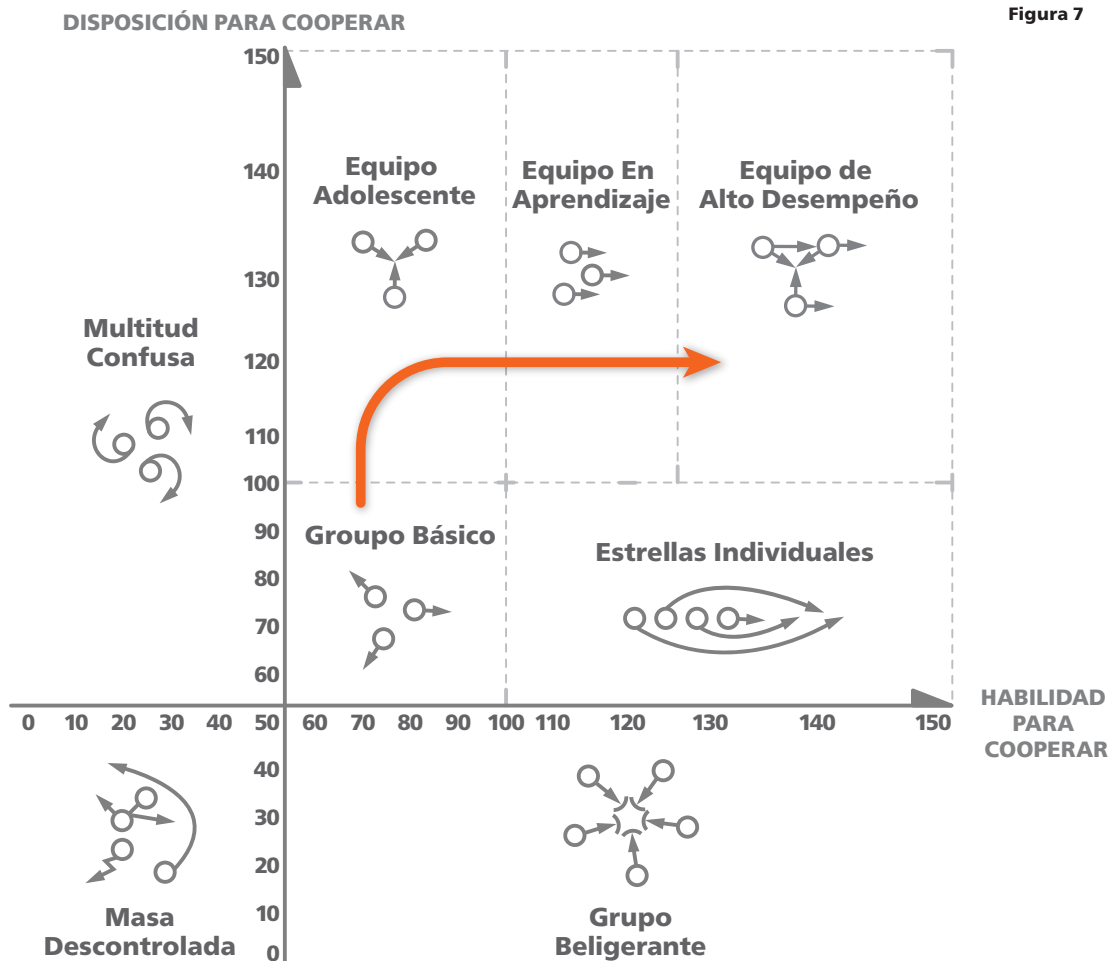 Figura 7
DISPOSICIÓN PARA COOPERAR
150
140
130
120
110
100
90
80
70
60
Equipo
Adolescente
Equipo En
Aprendizaje
Equipo de
Alto Desempeño
Multitud
Confusa
Groupo Básico
Estrellas Individuales
0 10 20 30 40 50 60 70 80 90 100 110 120 130 140 150
HABILIDAD
PARA
COOPERAR
40
30
20
10
0
Masa
Descontrolada
Grupo
Beligerante